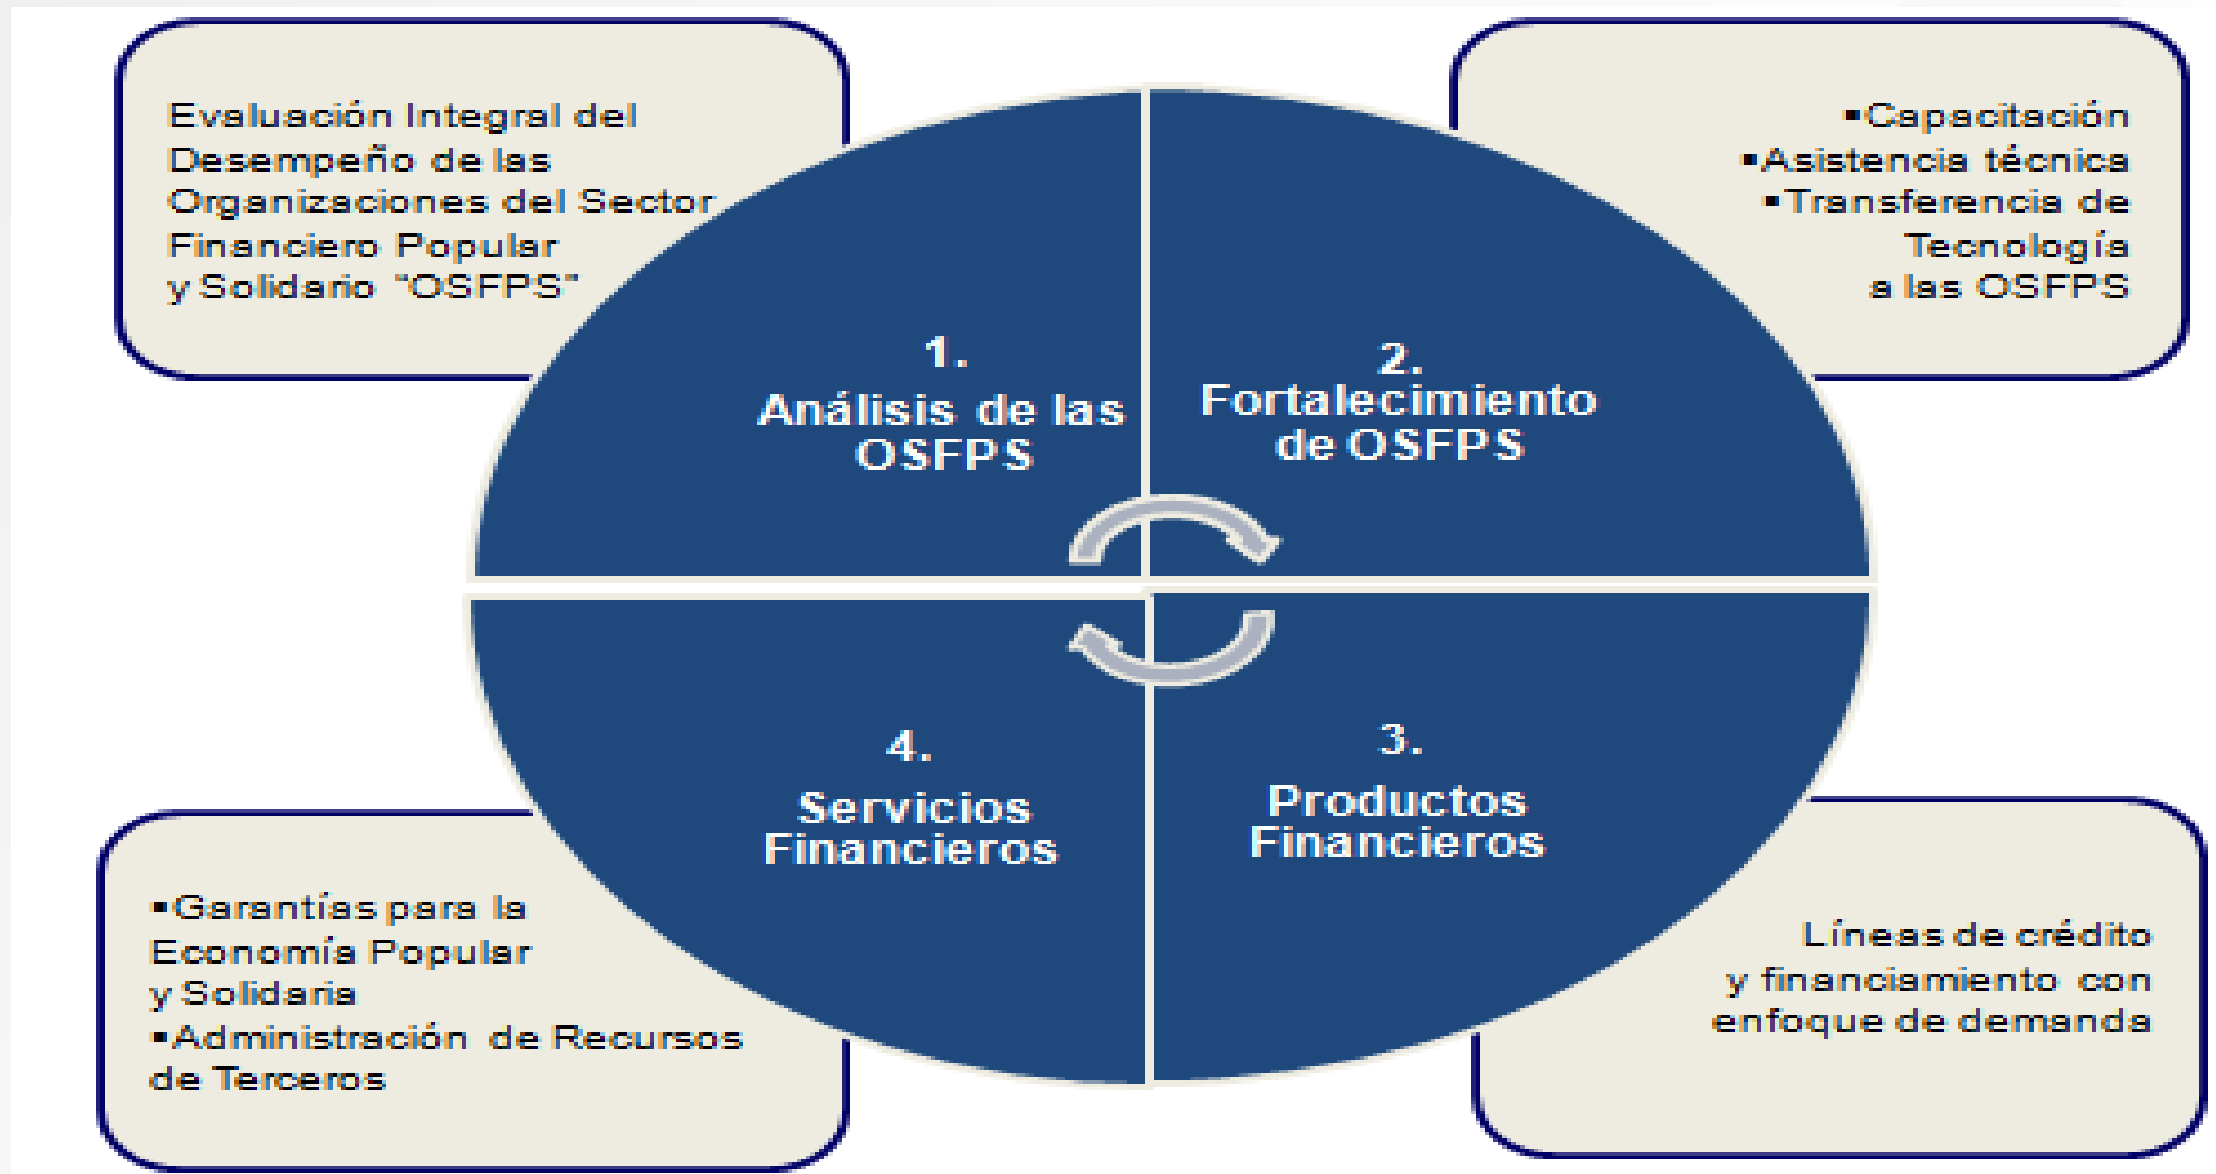 Evaluación Integral del
Desempeño de las
Organizaciones del Sector
Financiero Popular
y Solidario "OSFPS"
▪Capacitación
▪Asistencia técnica
▪Transferencia de
Tecnología
a las OSFPS
1.
Análisis de las
OSFPS
2.
Fortalecimiento
de OSFPS
3.
Productos
Financieros
4.
Servicios
Financieros
▪Garantías para la
Economía Popular
y Solidaria
▪Administración de Recursos
de Terceros
Líneas de crédito
y financiamiento con
enfoque de demanda